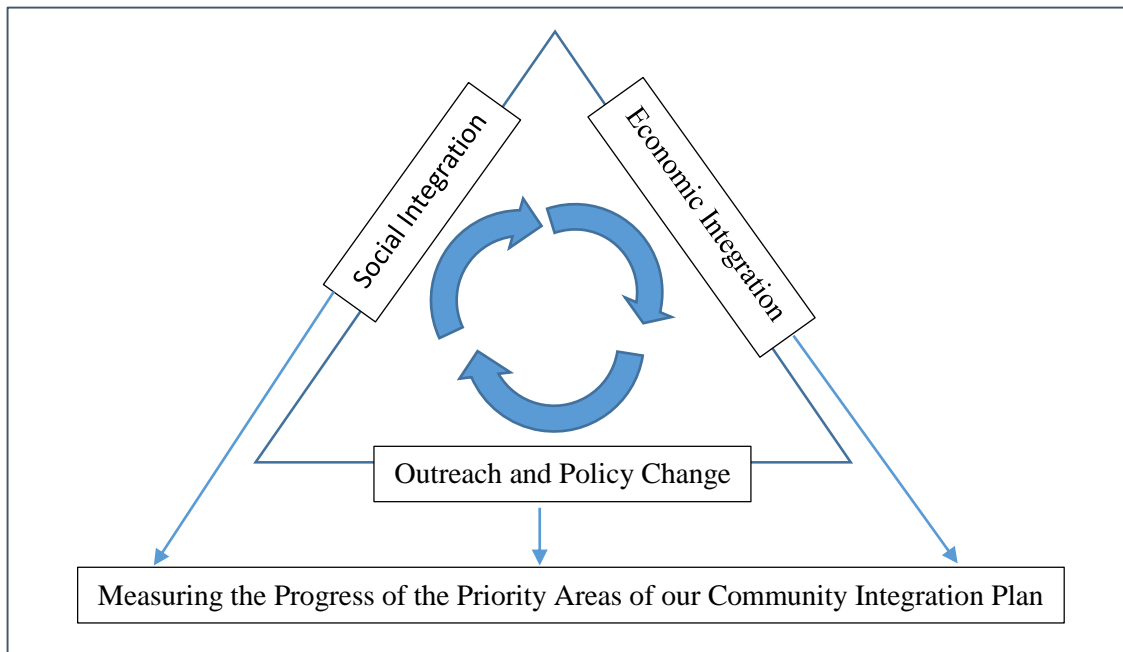 Social Integration
Economic Integration
Outreach and Policy Change
Measuring the Progress of the Priority Areas of our Community Integration Plan